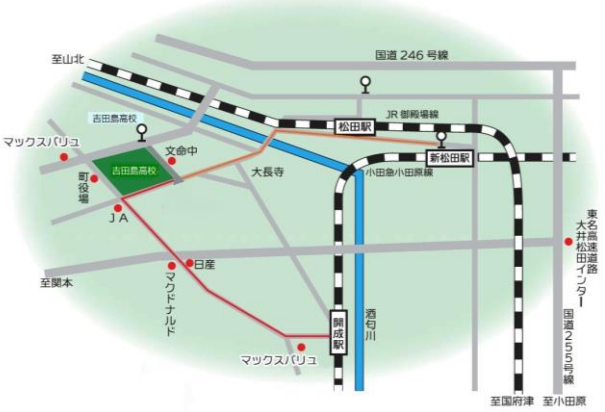 国道246号線
至山北
JR御殿場線
吉田島高校
松田駅
マックスバリュ
文命中
新松田駅
吉田島高校
町役場
大長寺
小田急小田原線
JA
東名高速道路
大井松田インター
日産
至関本
マクドナルド
開成駅
酒匂川
国道255号線
マックスバリュ
至国府津
至小田原